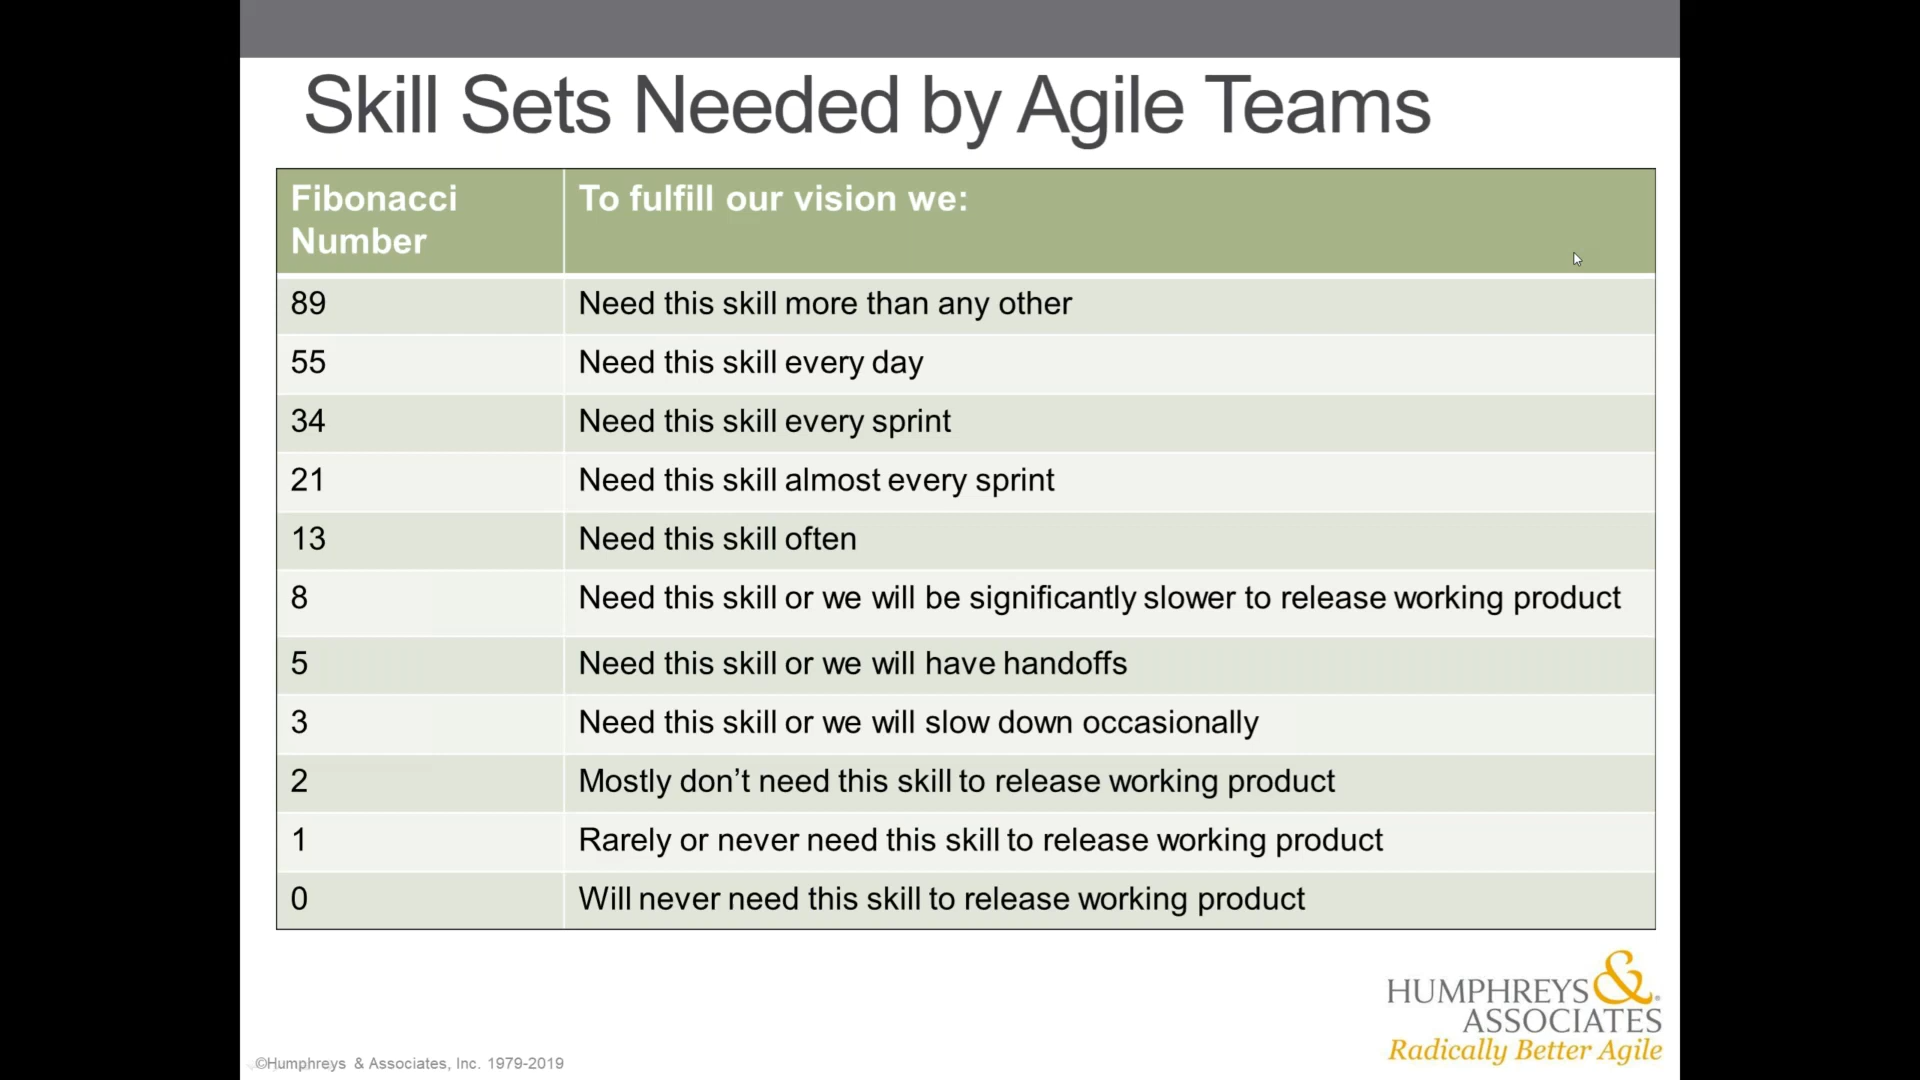 Skill Sets Needed by Agile Teams
Fibonacci
Number
To fulfill our vision we:
89 Need this skill more than any other
55 Need this skill every day
34 Need this skill every sprint
21 Need this skill almost every sprint
13 Need this skill often
8 Need this skill or we will be significantly slower to release working product
5 Need this skill or we will have handoffs
3 Need this skill or we will slow down occasionally
2 Mostly don’t need this skill to release working product
1 Rarely or never need this skill to release working product
0 Will never need this skill to release working product
HUMPHREYS &®
ASSOCIATES
Radically Better Agile
©Humphreys & Associates, Inc. 1979-2019